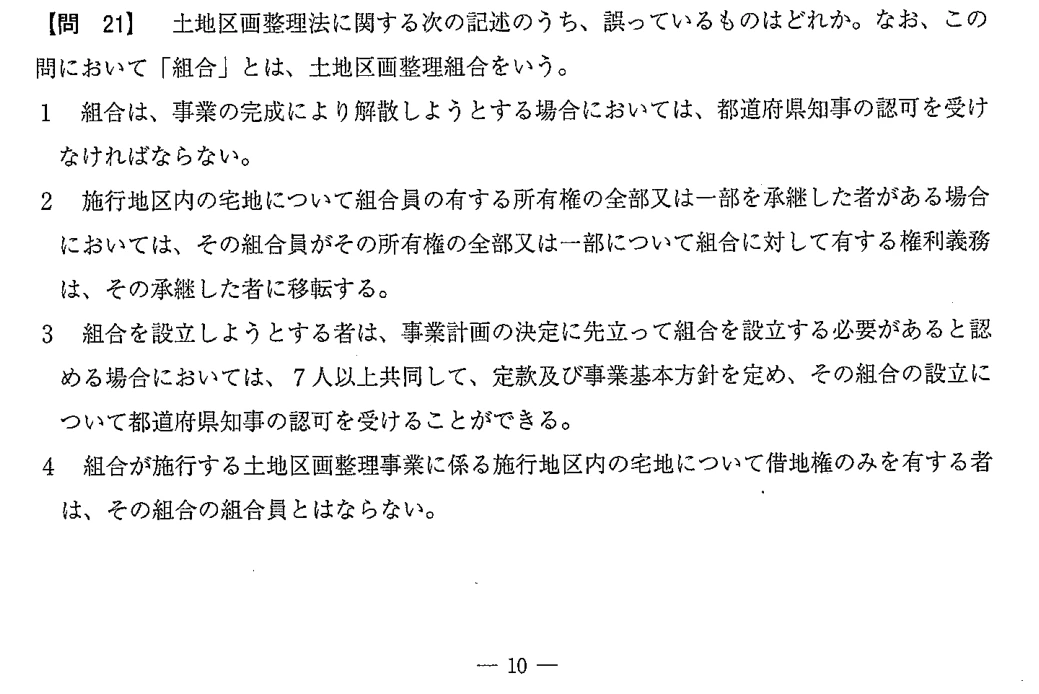 【問　21】　土地区画整理法に関する次の記述のうち、誤っているものはどれか。なお、この
問において「組合」とは、土地区画整理組合をいう。
1　組合は、事業の完成により解散しようとする場合においては、都道府県知事の認可を受け
なければならない。
2　施行地区内の宅地について組合員の有する所有権の全部又は一部を承継した者がある場合
においては、その組合員がその所有権の全部又は一部について組合に対して有する権利義務
は、その承継した者に移転する。
3　組合を設立しようとする者は、事業計画の決定に先立って組合を設立する必要があると認
める場合においては、7人以上共同して、定款及び事業基本方針を定め、その組合の設立に
ついて都道府県知事の認可を受けることができる。
4　組合が施行する土地区画整理事業に係る施行地区内の宅地について借地権のみを有する者
は、その組合の組合員とはならない。
― 10 ―